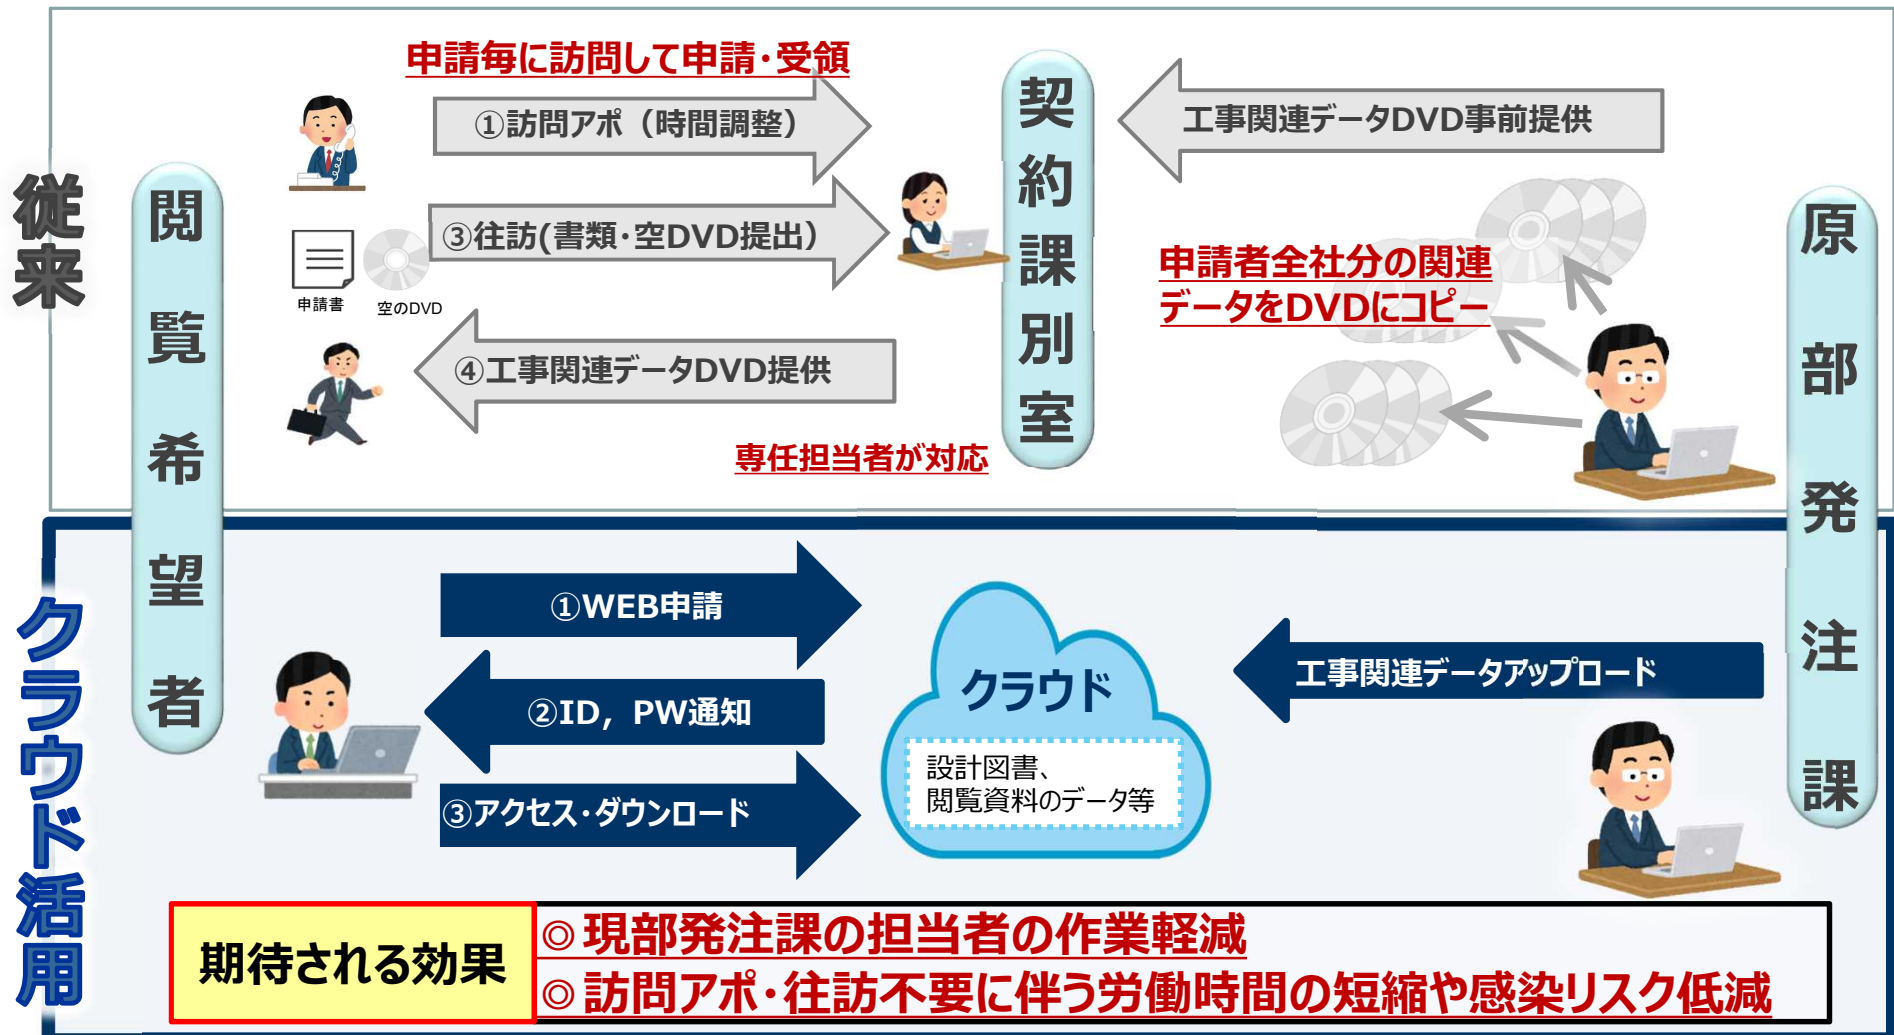 従来
閲覧希望者
申請毎に訪問して申請・受領
①訪問アポ（時間調整）
③往訪(書類・空DVD提出）
申請書
空のDVD
④工事関連データDVD提供
専任担当者が対応
契約課別室
工事関連データDVD事前提供
申請者全社分の関連
データをDVDにコピー
原部発注課
クラウド活用
①WEB申請
②ID，PW通知
③アクセス・ダウンロード
クラウド
設計図書、
閲覧資料のデータ等
工事関連データアップロード
期待される効果
◎現部発注課の担当者の作業軽減
◎訪問アポ・往訪不要に伴う労働時間の短縮や感染リスク低減